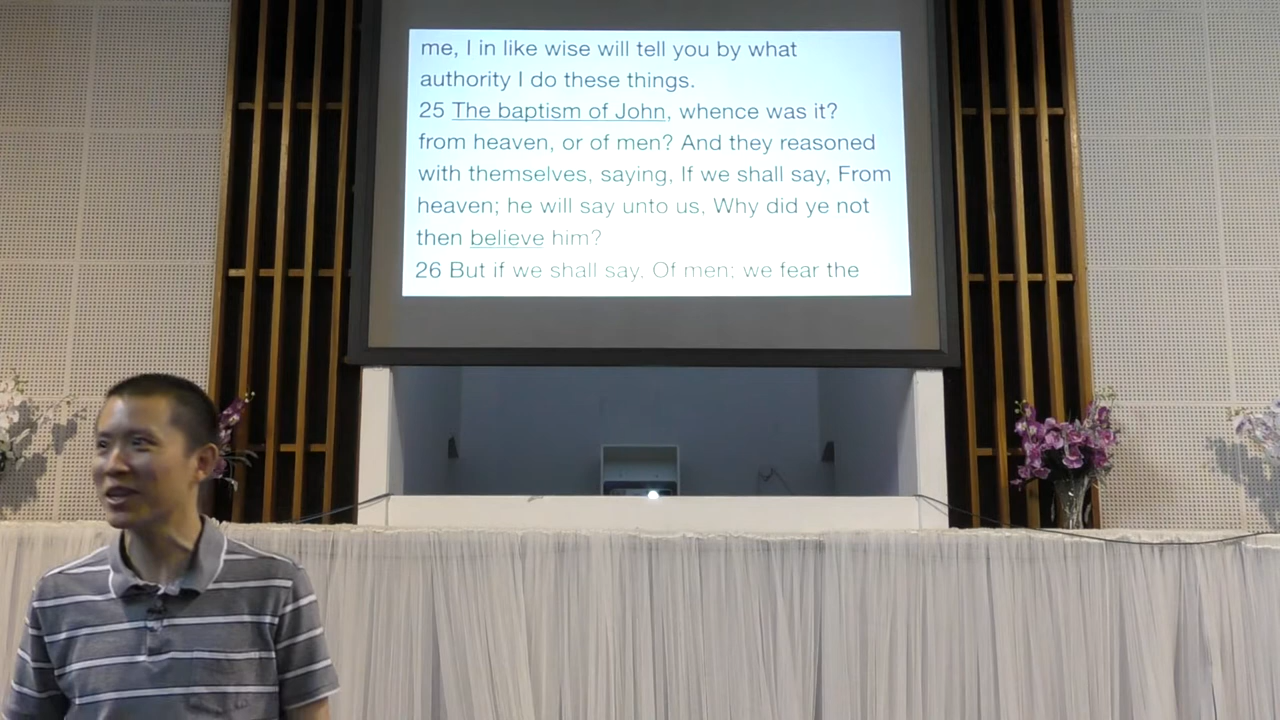 me, I in like wise will tell you by what
authority I do these things.
25 The baptism of John, whence was it?
from heaven, or of men? And they reasoned
with themselves, saying, If we shall say, From
heaven; he will say unto us, Why did ye not
then believe him?
26 But if we shall say, Of men; we fear the